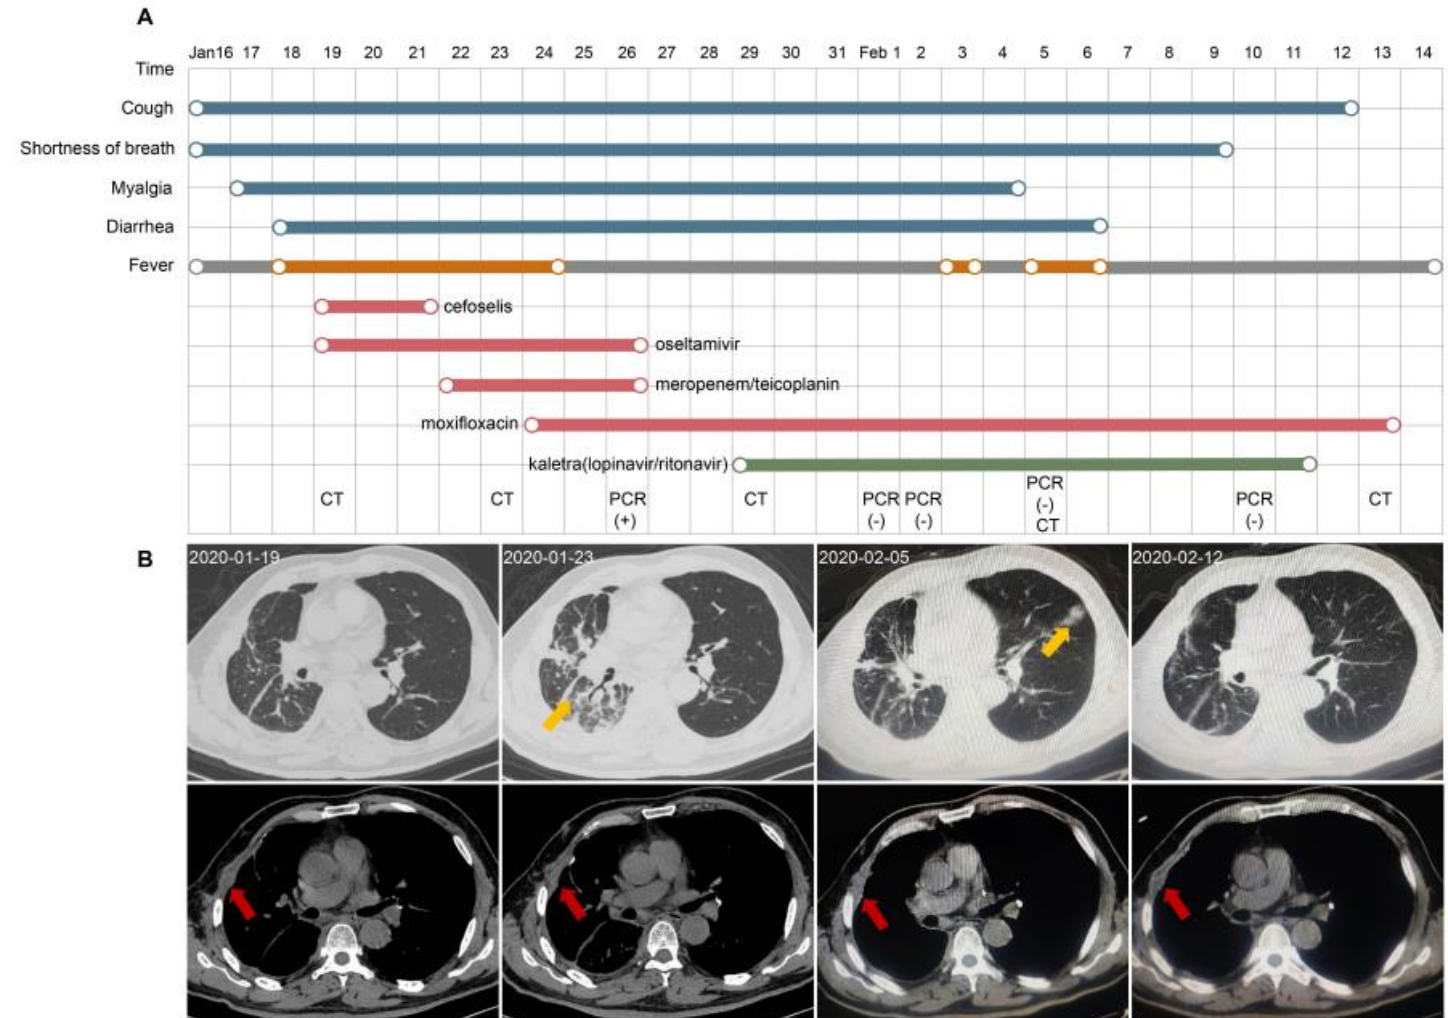 A
Jan16 17 18 19 20 21 22 23 24 25 26 27 28 29 30 31 Feb 1 2 3 4 5 6 7 8 9 10 11 12 13 14
Time
Cough
Shortness of breath
Myalgia
Diarrhea
Fever
cefoselis
oseltamivir
meropenem/teicoplanin
moxifloxacin
kaletra(lopinavir/ritonavir)
CT CT PCR CT PCR PCR PCR PCR CT
(+) (-) (-) (-) (-)
CT
B
2020-01-19 2020-01-23 2020-02-05 2020-02-12